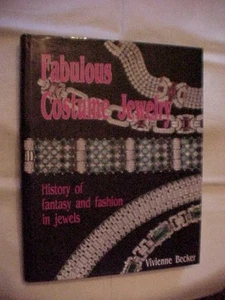 Fabulous
Costume Jewelry
History of
fantasy and fashion
in jewels
Vivienne Becker